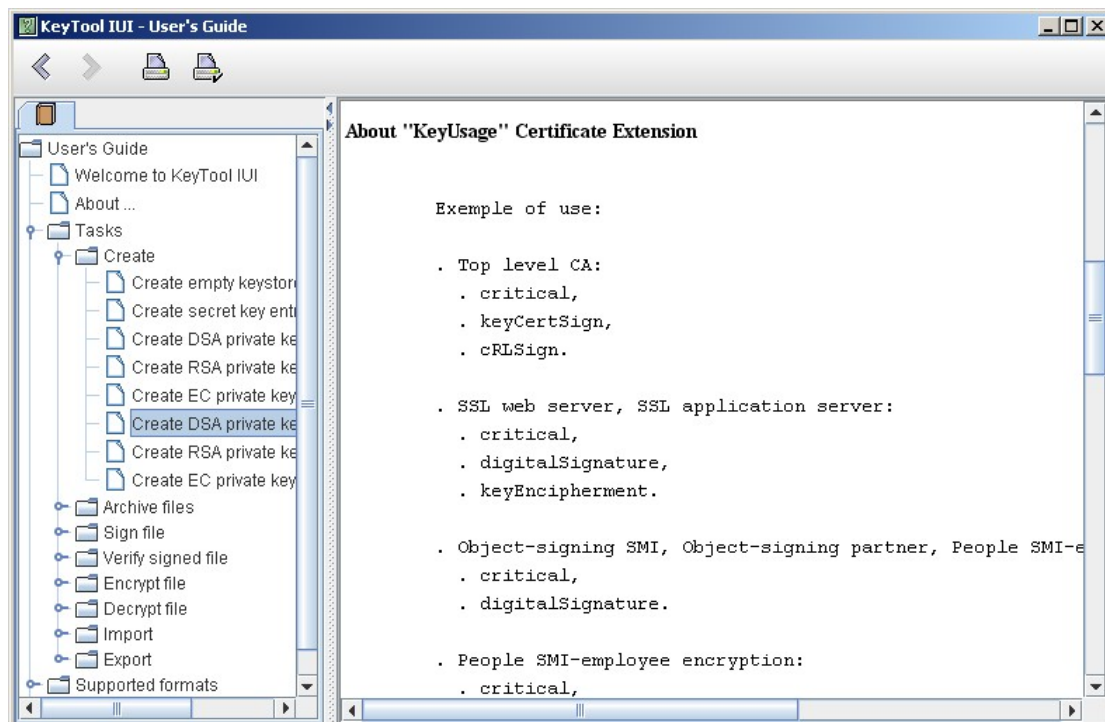 KeyTool IUI - User's Guide
User's Guide
Welcome to KeyTool IUI
About ...
Tasks
Create
Create empty keystor
Create secret key ent
Create DSA private ke
Create RSA private ke
Create EC private key
Create DSA private ke
Create RSA private ke
Create EC private key
Archive files
Sign file
Verify signed file
Encrypt file
Decrypt file
Import
Export
Supported formats
About "KeyUsage" Certificate Extension
Exemple of use:
. Top level CA:
. critical,
. keyCertSign,
. cRLSign.
. SSL web server, SSL application server:
. critical,
. digitalSignature,
. keyEncipherment.
. Object-signing SMI, Object-signing partner, People SMI-e
. critical,
. digitalSignature.
. People SMI-employee encryption:
. critical,